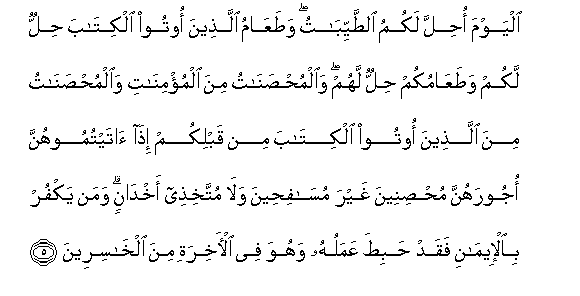 ٱلْيَوْمَ أُحِلَّ لَكُمُ ٱلطَّيِّبَـٰتُ ۖ وَطَعَامُ ٱلَّذِينَ أُوتُوا۟ ٱلْكِتَـٰبَ حِلٌّ
لَّكُمْ وَطَعَامُكُمْ حِلٌّ لَّهُمْ ۖ وَٱلْمُحْصَنَـٰتُ مِنَ ٱلْمُؤْمِنَـٰتِ وَٱلْمُحْصَنَـٰتُ
مِنَ ٱلَّذِينَ أُوتُوا۟ ٱلْكِتَـٰبَ مِن قَبْلِكُمْ إِذَآ ءَاتَيْتُمُوهُنَّ
أُجُورَهُنَّ مُحْصِنِينَ غَيْرَ مُسَـٰفِحِينَ وَلَا مُتَّخِذِىٓ أَخْدَانٍ ۗ وَمَن يَكْفُرْ
بِٱلْإِيمَـٰنِ فَقَدْ حَبِطَ عَمَلُهُۥ وَهُوَ فِى ٱلْـَٔاخِرَةِ مِنَ ٱلْخَـٰسِرِينَ ۝٥